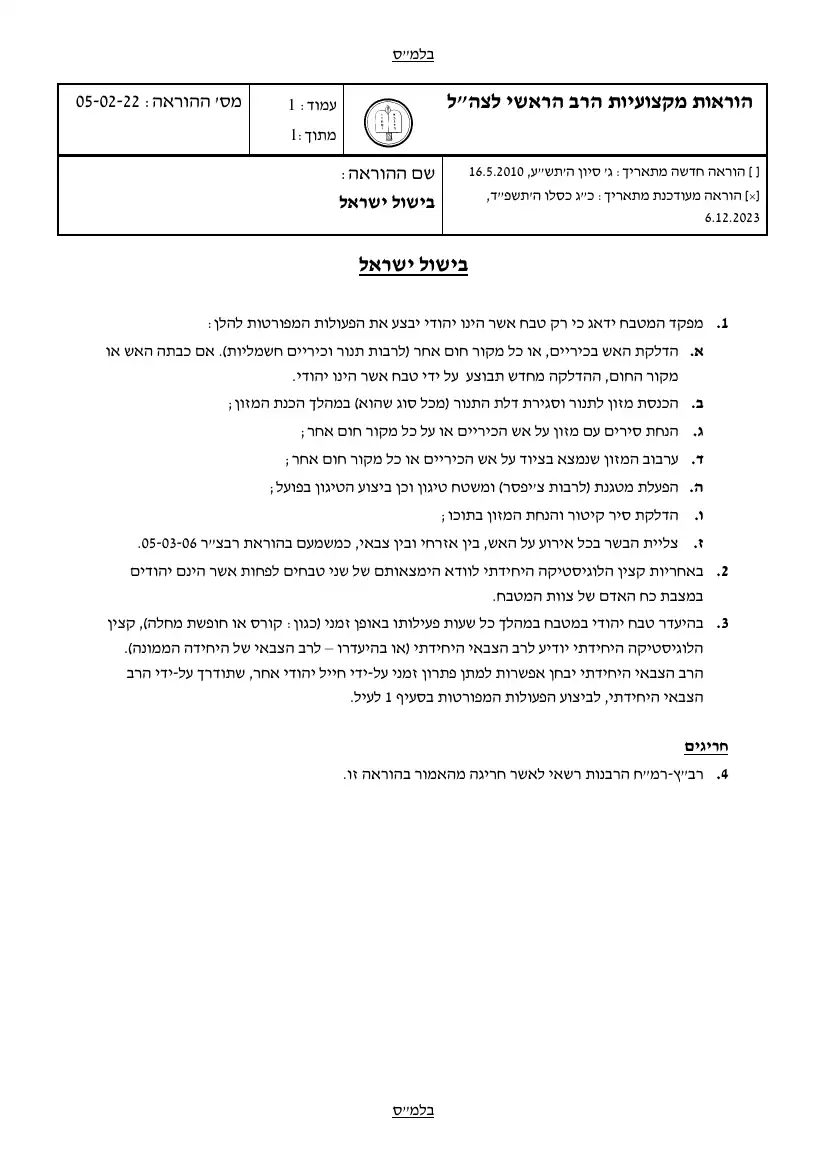 בלמ״ס
הוראות מקצועיות הרב הראשי לצה״ל
עמוד: 1
מתוך: 1
מס׳ ההוראה: 05-02-22
[ ] הוראה חדשה מתאריך: ג׳ סיון ה׳תש״ע, 16.5.2010
[×] הוראה מעודכנת מתאריך: כ״ג כסלו ה׳תשפ״ד,
6.12.2023
שם ההוראה:
בישול ישראל
בישול ישראל
1. מפקד המטבח ידאג כי רק טבח אשר הינו יהודי יבצע את הפעולות המפורטות להלן:
א. הדלקת האש בכיריים, או כל מקור חום אחר (לרבות תנור וכיריים חשמליות). אם כבתה האש או
מקור החום, ההדלקה מחדש תבוצע על ידי טבח אשר הינו יהודי.
ב. הכנסת מזון לתנור וסגירת דלת התנור (מכל סוג שהוא) במהלך הכנת המזון;
ג. הנחת סירים עם מזון על אש הכיריים או על כל מקור חום אחר;
ד. ערבוב המזון שנמצא בציוד על אש הכיריים או כל מקור חום אחר;
ה. הפעלת מטגנת (לרבות צ׳יפסר) ומשטח טיגון וכן ביצוע הטיגון בפועל;
ו. הדלקת סיר קיטור והנחת המזון בתוכו;
ז. צליית הבשר בכל אירוע על האש, בין אזרחי ובין צבאי, כמשמעם בהוראת רבצ״ר 05-03-06.
2. באחריות קצין הלוגיסטיקה היחידתי לוודא הימצאותם של שני טבחים לפחות אשר הינם יהודים
במצבת כח האדם של צוות המטבח.
3. בהיעדר טבח יהודי במטבח במהלך כל שעות פעילותו באופן זמני (כגון: קורס או חופשת מחלה), קצין
הלוגיסטיקה היחידתי יודיע לרב הצבאי היחידתי (או בהיעדרו – לרב הצבאי של היחידה הממונה).
הרב הצבאי היחידתי יבחן אפשרות למתן פתרון זמני על-ידי חייל יהודי אחר, שתודרך על-ידי הרב
הצבאי היחידתי, לביצוע הפעולות המפורטות בסעיף 1 לעיל.
חריגים
4. רב״ץ-רמ״ח הרבנות רשאי לאשר חריגה מהאמור בהוראה זו.
בלמ״ס